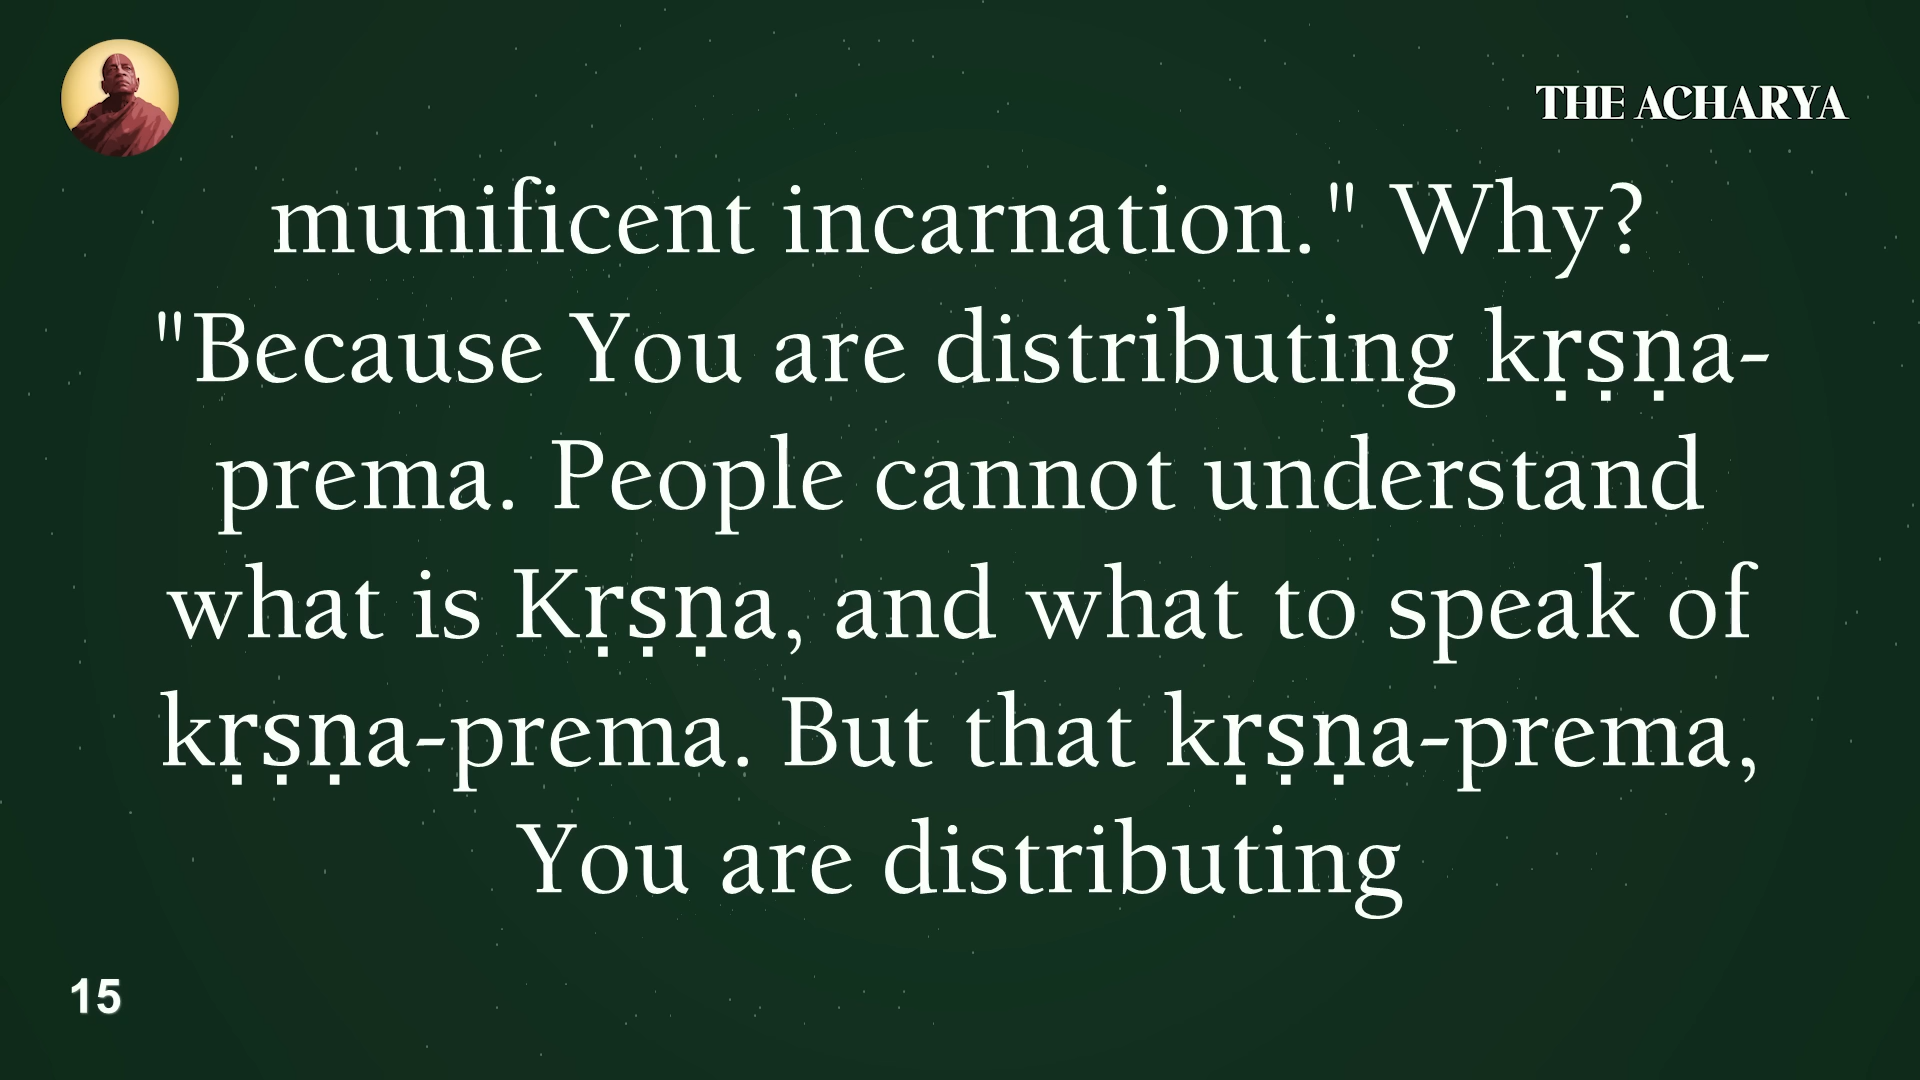 THE ACHARYA
munificent incarnation." Why?
"Because You are distributing kṛṣṇa-
prema. People cannot understand
what is Kṛṣṇa, and what to speak of
kṛṣṇa-prema. But that kṛṣṇa-prema,
You are distributing
15